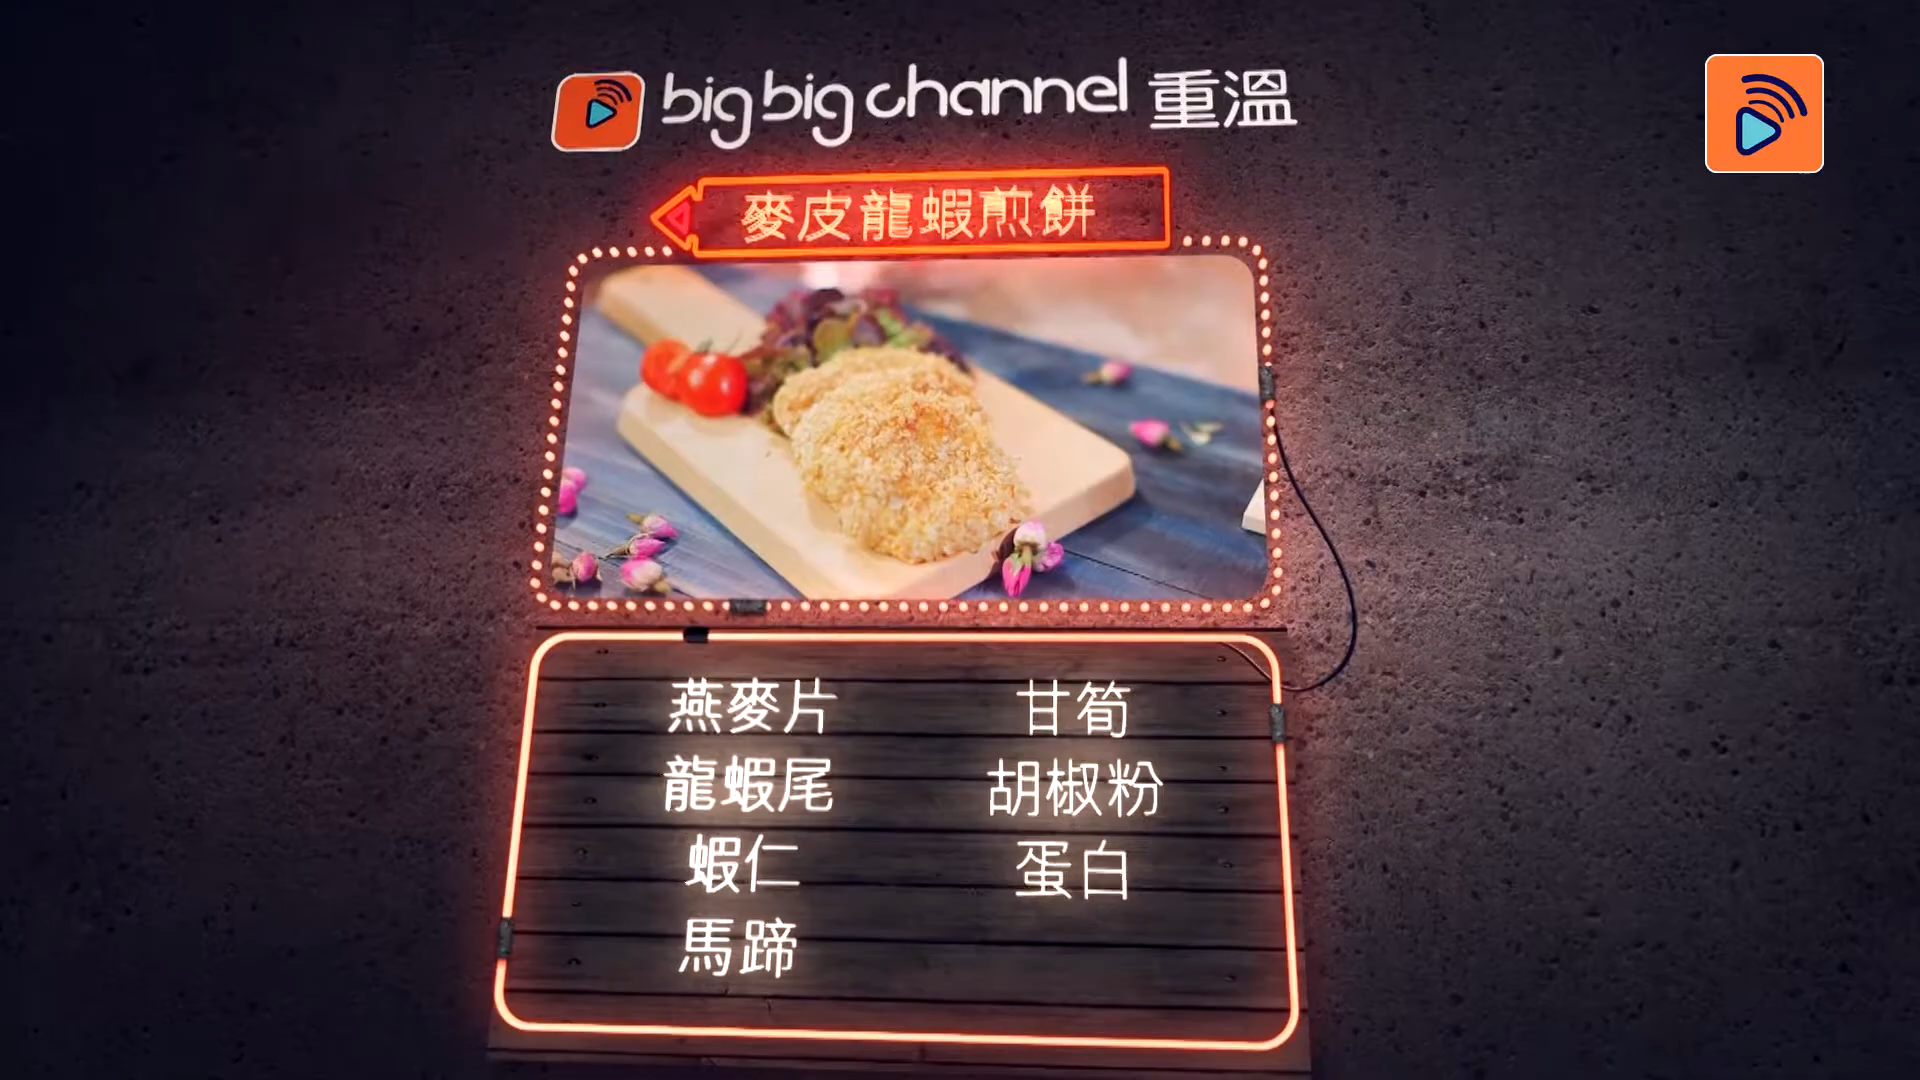 big big channel 重溫
麥皮龍蝦煎餅
燕麥片
龍蝦尾
蝦仁
馬蹄
甘筍
胡椒粉
蛋白